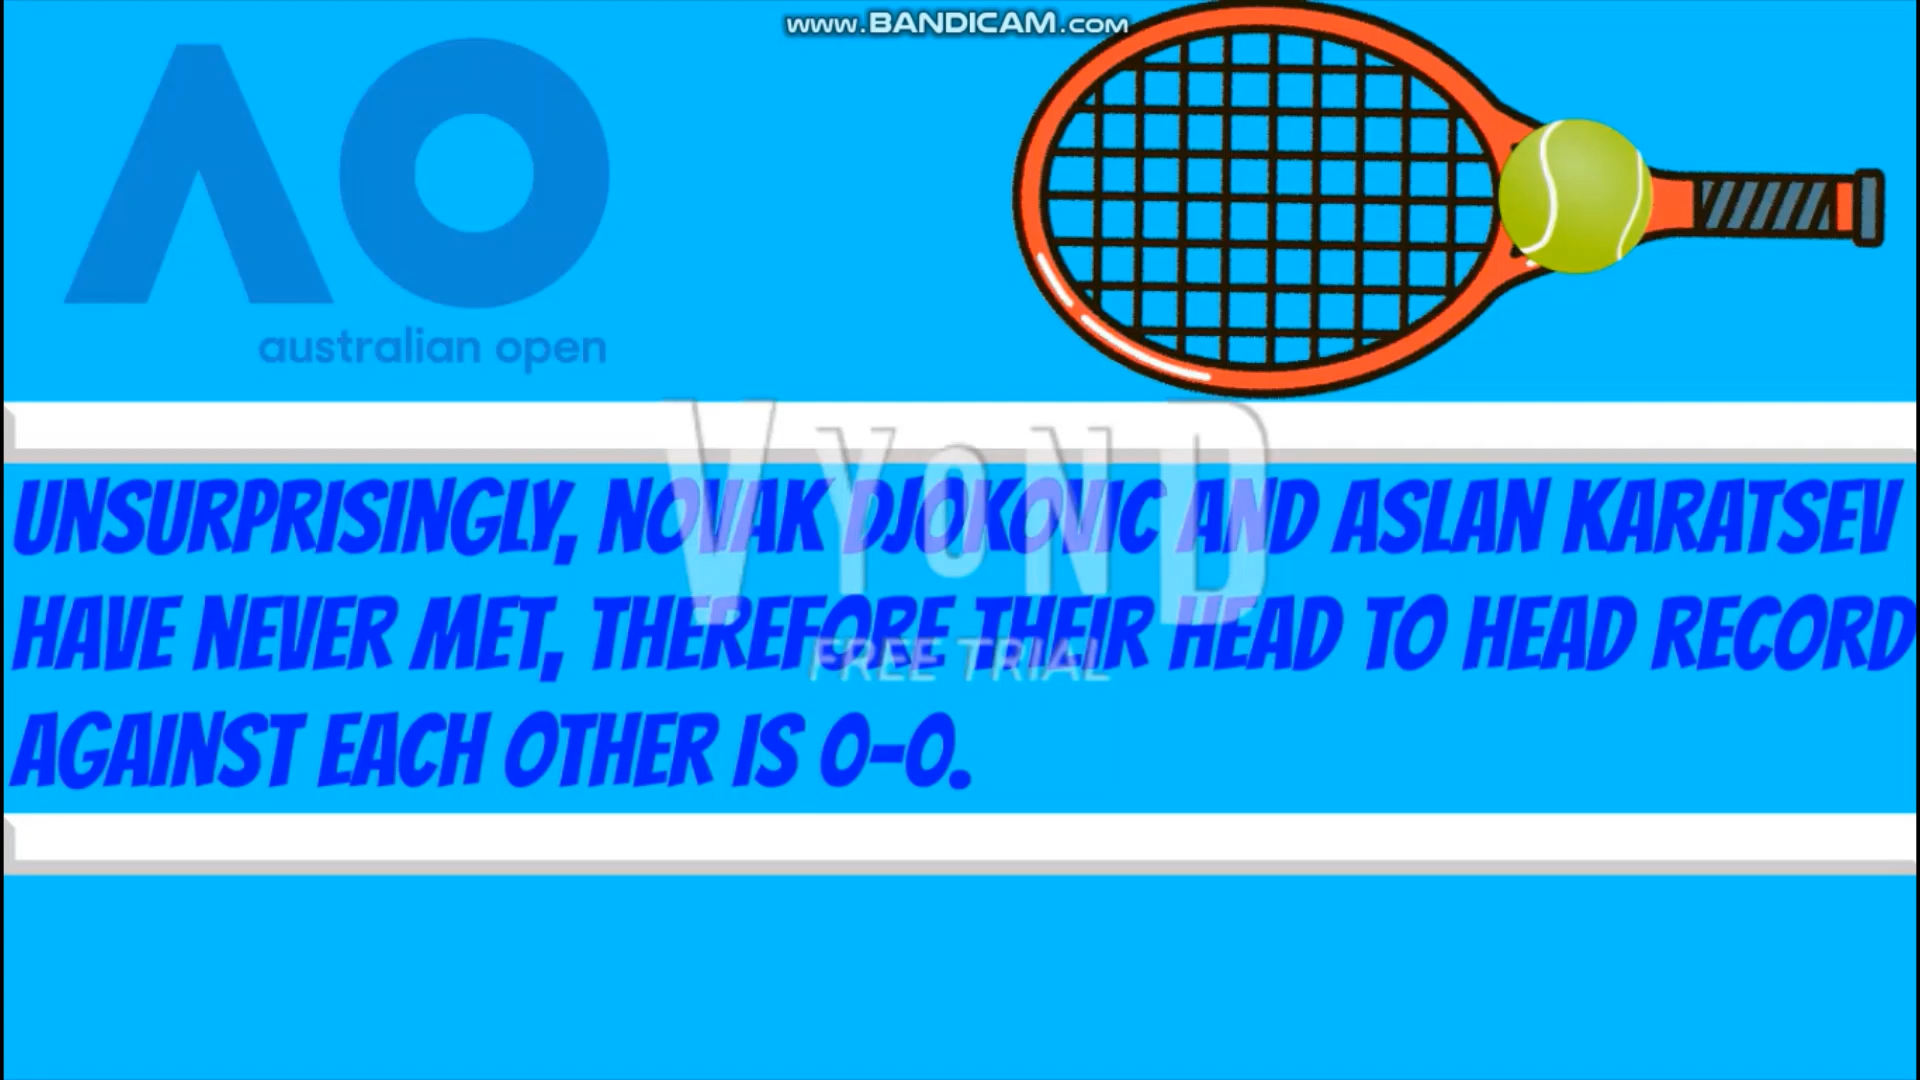 www.BANDICAM.com
AO
australian open
UNSURPRISINGLY, NOVAK DJOKOVIC AND ASLAN KARATSEV
HAVE NEVER MET, THEREFORE THEIR HEAD TO HEAD RECORD
AGAINST EACH OTHER IS 0-0.
VYOND
FREE TRIAL